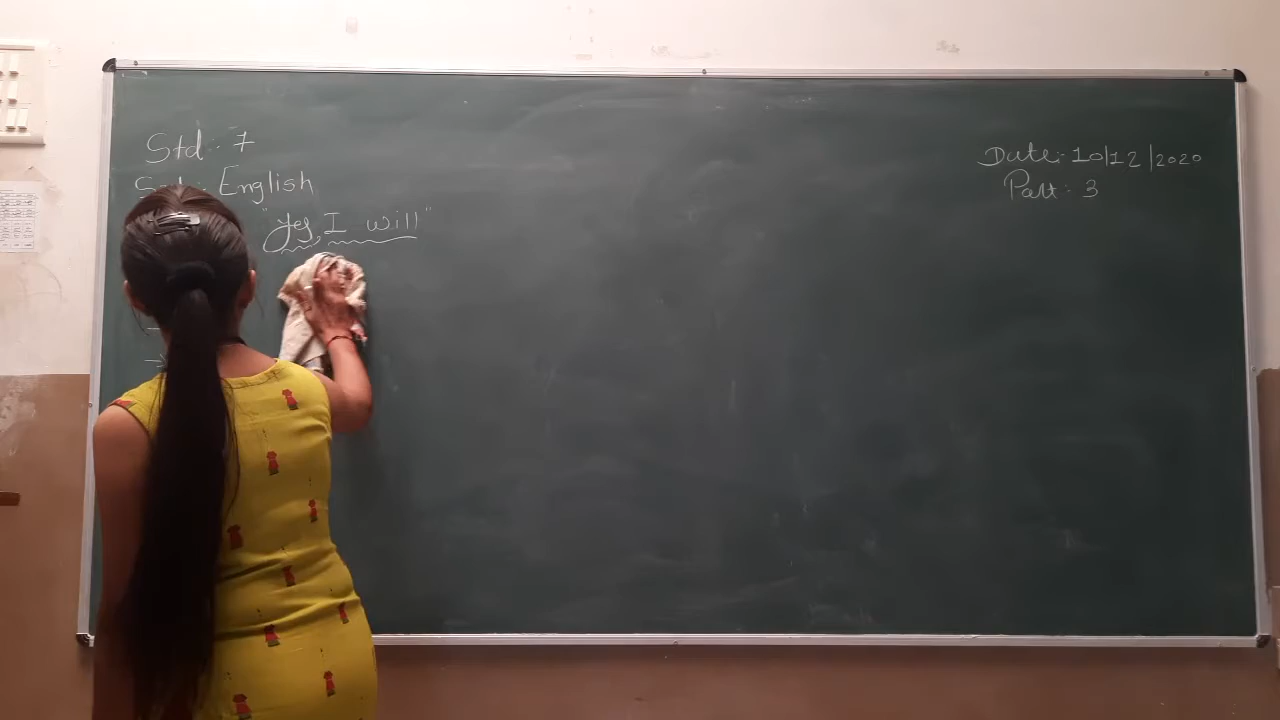 Std :- 7
Sub :- English
"Yes, I will"
Date:- 10/12/2020
Part :- 3